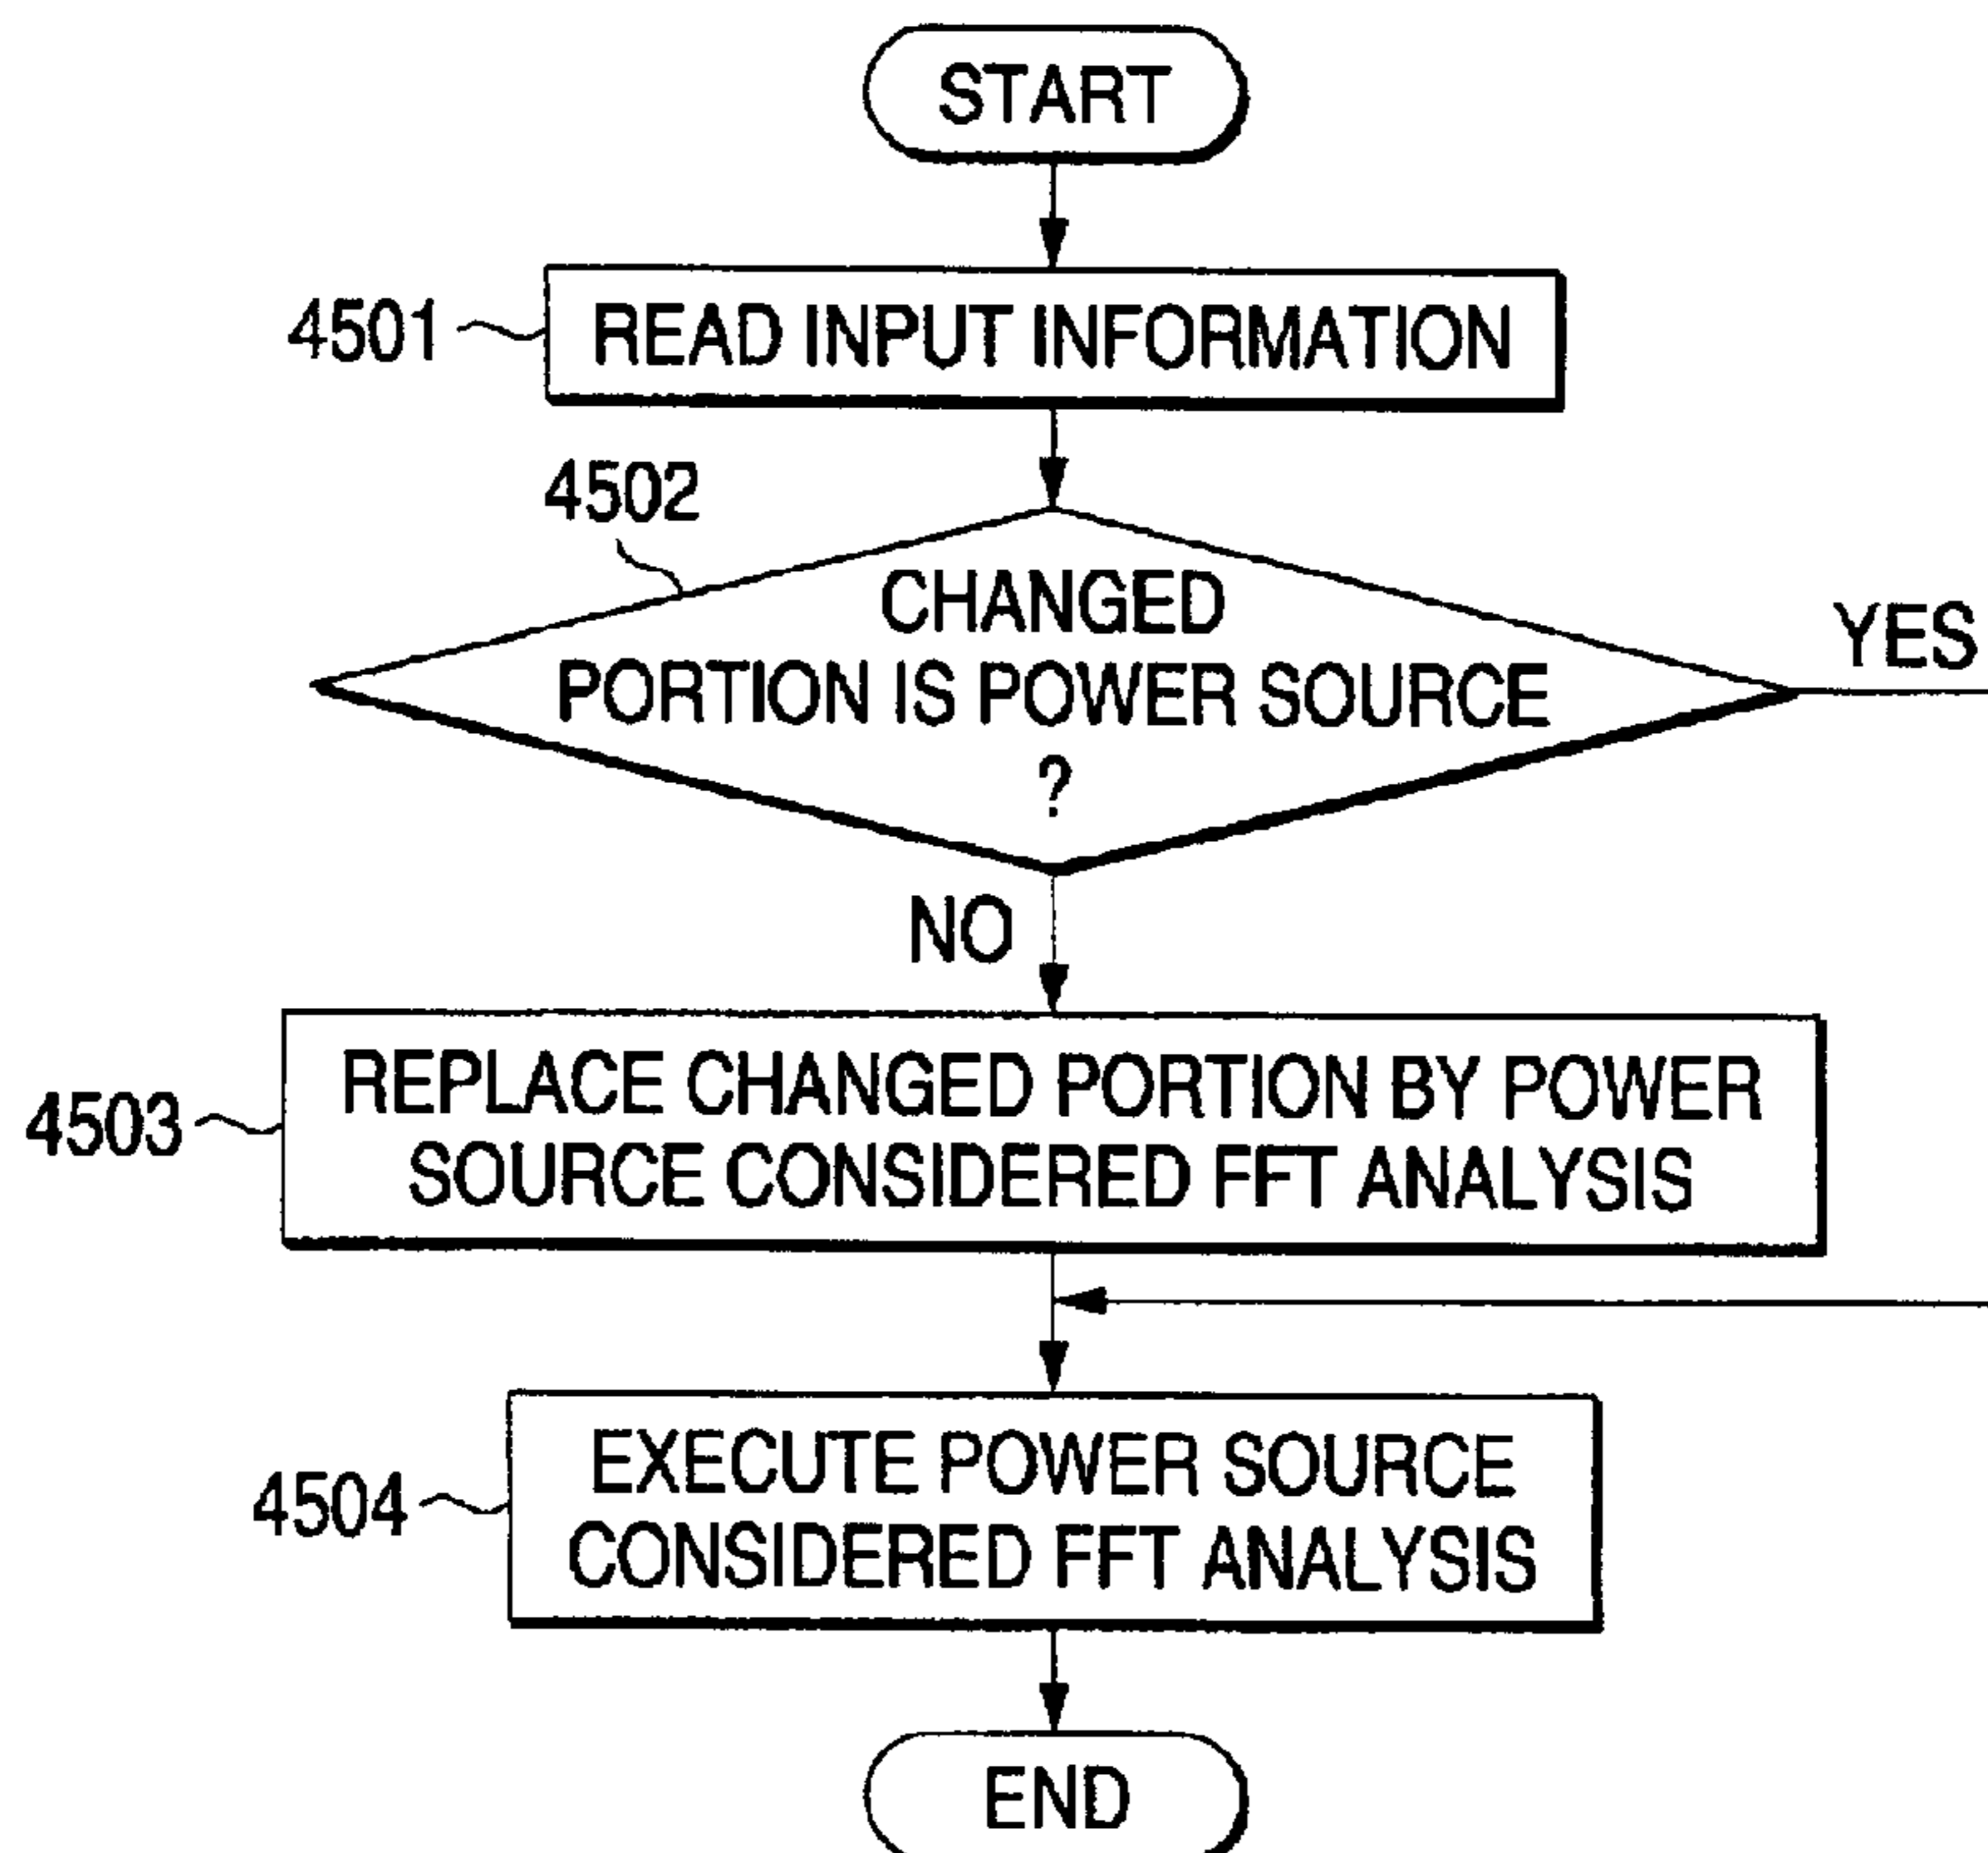 START
4501
READ INPUT INFORMATION
4502
CHANGED
PORTION IS POWER SOURCE
?
YES
NO
4503
REPLACE CHANGED PORTION BY POWER
SOURCE CONSIDERED FFT ANALYSIS
4504
EXECUTE POWER SOURCE
CONSIDERED FFT ANALYSIS
END